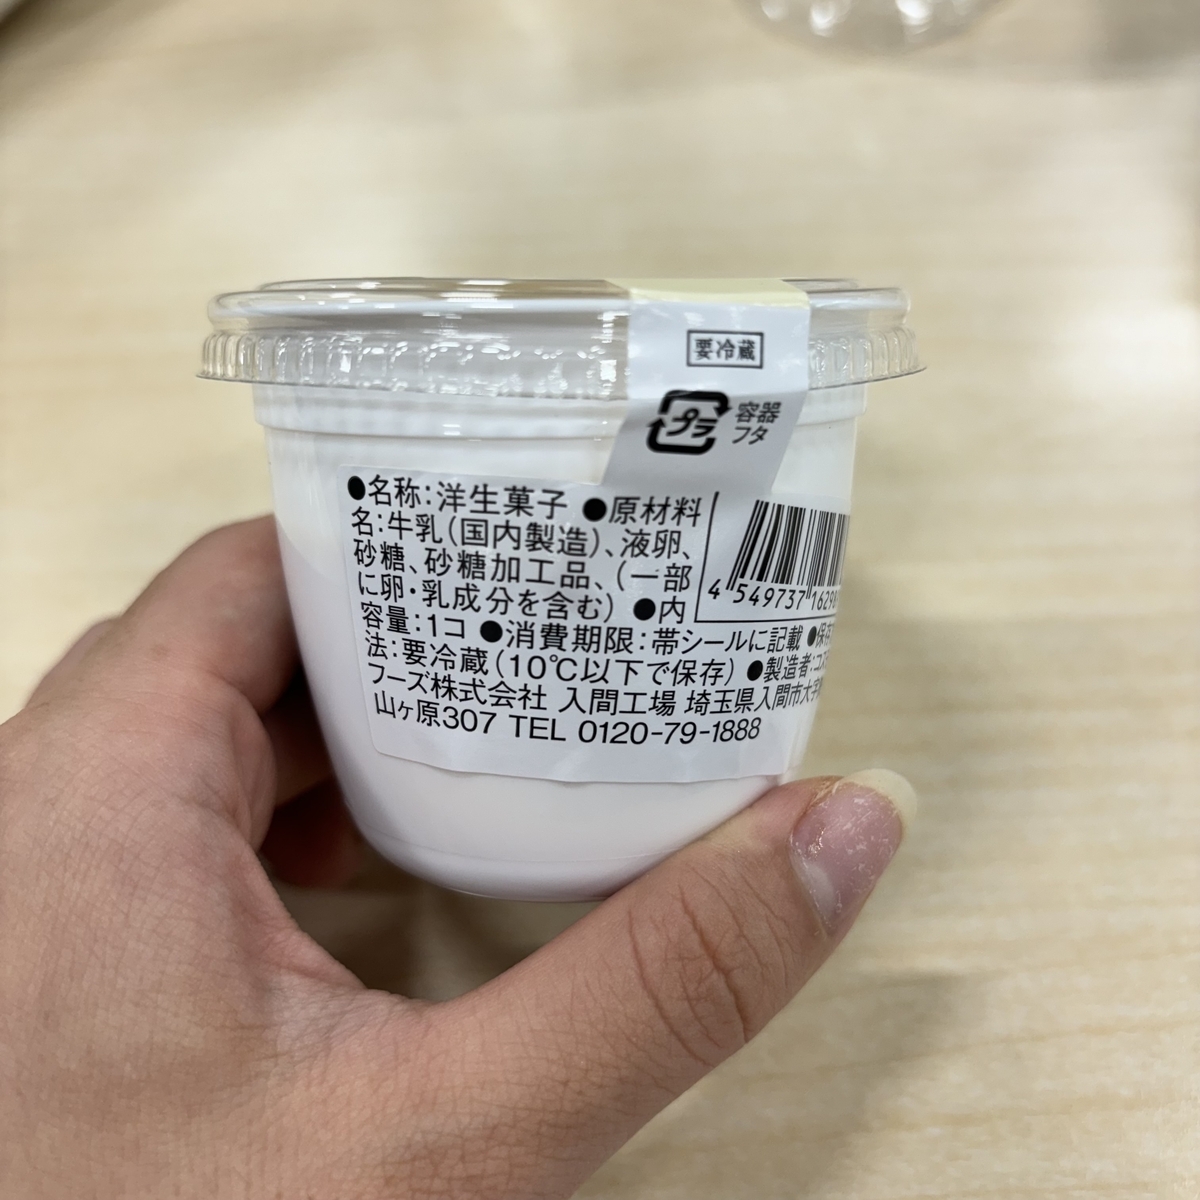 要冷蔵
プラ
容器
フタ
●名称：洋生菓子 ●原材料
名：牛乳（国内製造）、液卵、
砂糖、砂糖加工品、（一部
に卵・乳成分を含む） ●内
容量：1コ ●消費期限：帯シールに記載 ●保存
法：要冷蔵（10℃以下で保存） ●製造者：コ
フーズ株式会社 入間工場 埼玉県入間市大字
山ヶ原307 TEL 0120-79-1888
4 549737 1629